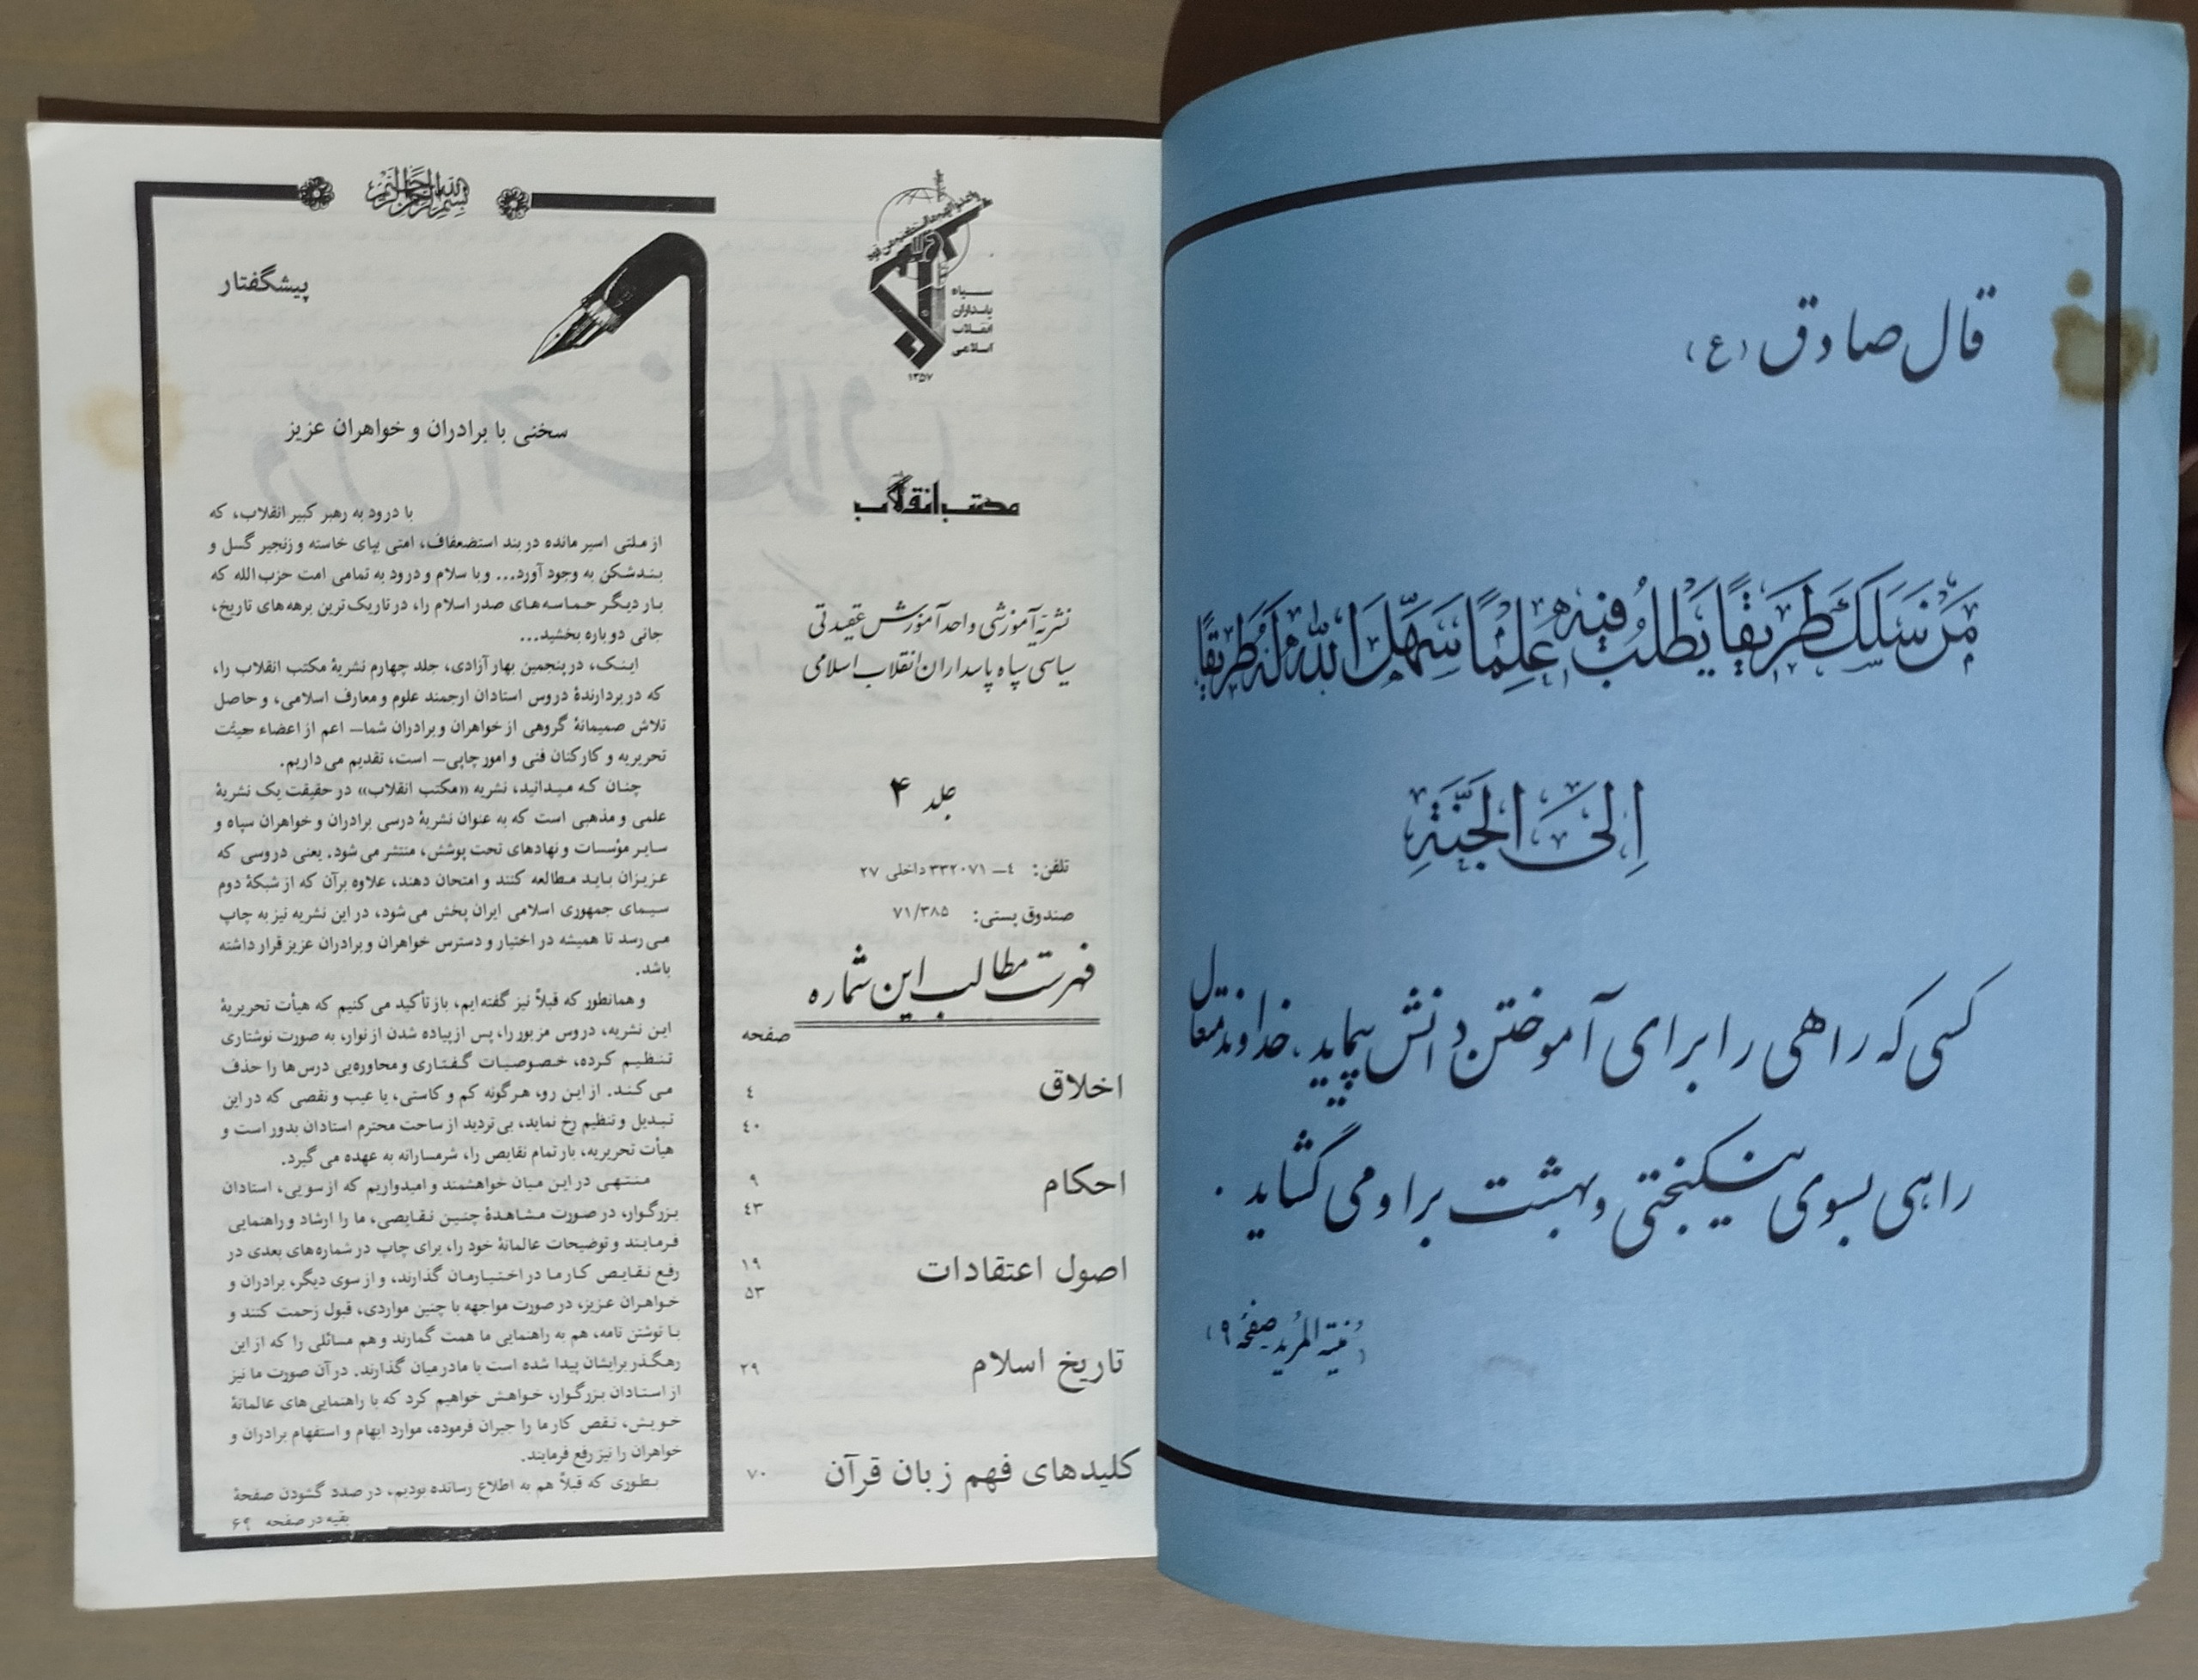 قال صادق (ع)
مَنْ سَلَكَ طَریقًا یَطْلُبُ فیهِ عِلْمًا سَهَّلَ اللهُ لَهُ طَریقًا
اِلَی الْجَنَّةِ
کسی که راهی را برای آموختن دانش بپیماید، خداوند متعال
راهی بسوی نیکبختی و بهشت برا و می گشاید.
(منیة المرید صفحهٔ ۹)
سپاه
پاسداران
انقلاب
اسلامی
۱۳۵۷
مکتب انقلاب
نشریهٔ آموزشی واحد آموزش عقیدتی
سیاسی سپاه پاسداران انقلاب اسلامی
جلد ۴
تلفن: ٤ــ ۳۳۲۰۷۱ داخلی ۲۷
صندوق پستی: ۷۱/۳۸۵
فهرست مطالب این شماره
صفحه
اخلاق ٤
٤۰
احکام ۹
٤۳
اصول اعتقادات ۱۹
۵۳
تاریخ اسلام ۲۹
کلیدهای فهم زبان قرآن ۷۰
بسم الله الرحمن الرحیم
پیشگفتار
سخنی با برادران و خواهران عزیز
با درود به رهبر کبیر انقلاب، که
از ملتی اسیر مانده در بند استضعفاف، امتی بپای خاسته و زنجیر گسل و
بندشکن به وجود آورد... و با سلام و درود به تمامی امت حزب الله که
بار دیگر حماسه های صدر اسلام را، در تاریک ترین برهه های تاریخ،
جانی دوباره بخشید...
اینک، در پنجمین بهار آزادی، جلد چهارم نشریهٔ مکتب انقلاب را،
که در بردارندهٔ دروس استادان ارجمند علوم و معارف اسلامی، و حاصل
تلاش صمیمانهٔ گروهی از خواهران و برادران شما— اعم از اعضاء حیئت
تحریریه و کارکنان فنی و امور چاپی— است، تقدیم می داریم.
چنان که میدانید، نشریه «مکتب انقلاب» در حقیقت یک نشریهٔ
علمی و مذهبی است که به عنوان نشریهٔ درسی برادران و خواهران سپاه و
سایر مؤسسات و نهادهای تحت پوشش، منتشر می شود. یعنی دروسی که
عزیزان باید مطالعه کنند و امتحان دهند، علاوه برآن که از شبکهٔ دوم
سیمای جمهوری اسلامی ایران پخش می شود، در این نشریه نیز به چاپ
می رسد تا همیشه در اختیار و دسترس خواهران و برادران عزیز قرار داشته
باشد.
و همانطور که قبلاً نیز گفته ایم، باز تأکید می کنیم که هیأت تحریریهٔ
این نشریه، دروس مزبور را، پس از پیاده شدن از نوار، به صورت نوشتاری
تنظیم کرده، خصوصیات گفتاری و محاوره یی درس ها را حذف
می کند. از این رو، هرگونه کم و کاستی، یا عیب و نقصی که در این
تبدیل و تنظیم رخ نماید، بی تردید از ساحت محترم استادان بدور است و
هیأت تحریریه، بار تمام نقایص را، شرمسارانه به عهده می گیرد.
منتهی در این میان خواهشمند و امیدواریم که از سویی، استادان
بزرگوار، در صورت مشاهدهٔ چنین نقایصی، ما را ارشاد و راهنمایی
فرمایند و توضیحات عالمانهٔ خود را، برای چاپ در شماره های بعدی در
رفع نقایص کار ما در اختیارمان گذارند، و از سوی دیگر، برادران و
خواهران عزیز، در صورت مواجهه با چنین مواردی، قبول زحمت کنند و
با نوشتن نامه، هم به راهنمایی ما همت گمارند و هم مسائلی را که از این
رهگذر برایشان پیدا شده است با ما در میان گذارند. در آن صورت ما نیز
از استادان بزرگوار، خواهش خواهیم کرد که با راهنمایی های عالمانهٔ
خویش، نقص کار ما را جبران فرموده، موارد ابهام و استفهام برادران و
خواهران را نیز رفع فرمایند.
بطوری که قبلاً هم به اطلاع رسانده بودیم، در صدد گشودن صفحهٔ
بقیه در صفحه ۶۹